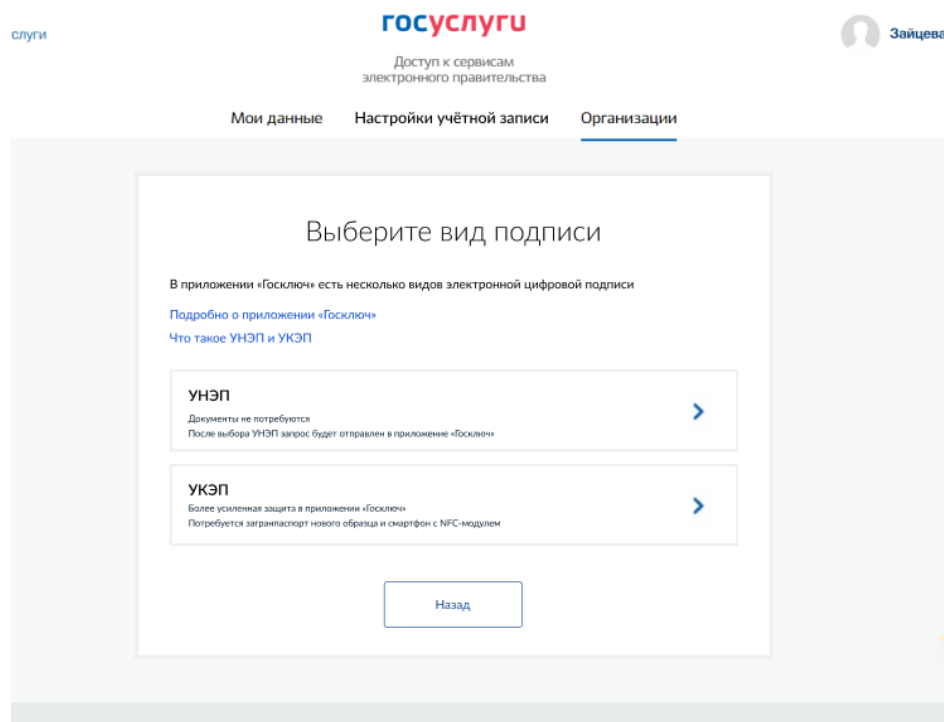 слуги
госуслуги
Зайцева
Доступ к сервисам
электронного правительства
Мои данные
Настройки учётной записи
Организации
Выберите вид подписи
В приложении «Госключ» есть несколько видов электронной цифровой подписи
Подробно о приложении «Госключ»
Что такое УНЭП и УКЭП
УНЭП
Документы не потребуются
После выбора УНЭП запрос будет отправлен в приложение «Госключ»
УКЭП
Более усиленная защита в приложении «Госключ»
Потребуется загранпаспорт нового образца и смартфон с NFC-модулем
Назад